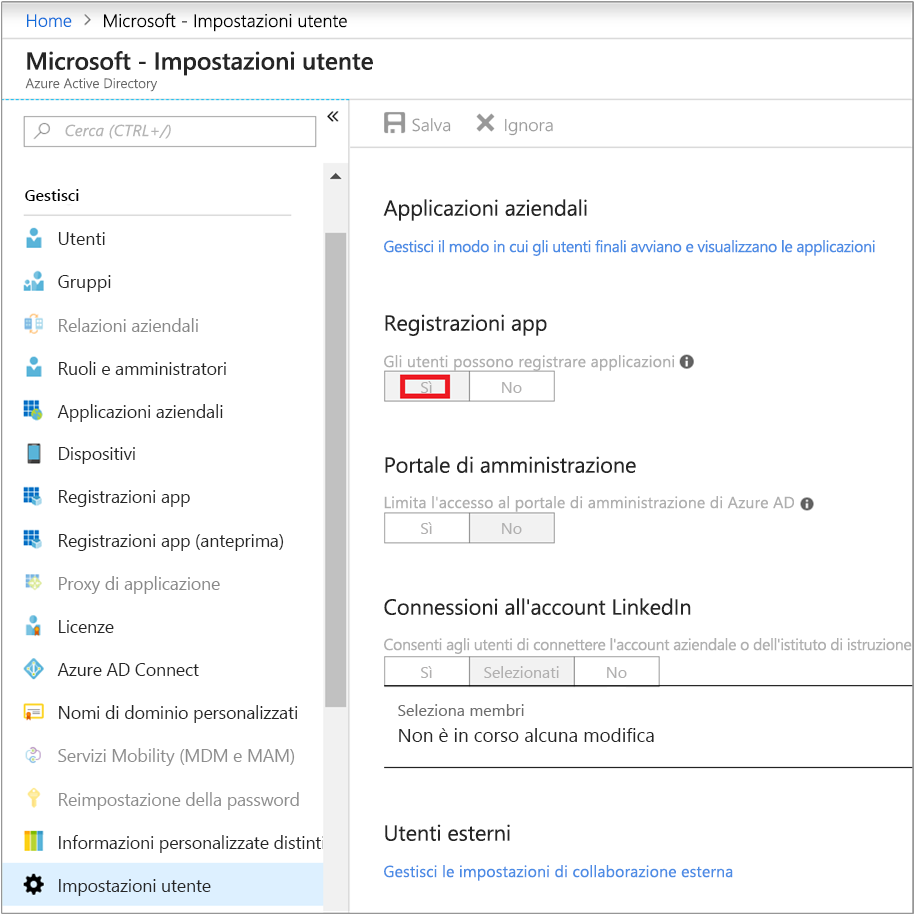 Home > Microsoft - Impostazioni utente
Microsoft - Impostazioni utente
Azure Active Directory
Cerca (CTRL+/)
«
Gestisci
Utenti
Gruppi
Relazioni aziendali
Ruoli e amministratori
Applicazioni aziendali
Dispositivi
Registrazioni app
Registrazioni app (anteprima)
Proxy di applicazione
Licenze
Azure AD Connect
Nomi di dominio personalizzati
Servizi Mobility (MDM e MAM)
Reimpostazione della password
Informazioni personalizzate distinti
Impostazioni utente
Salva Ignora
Applicazioni aziendali
Gestisci il modo in cui gli utenti finali avviano e visualizzano le applicazioni
Registrazioni app
Gli utenti possono registrare applicazioni
Sì No
Portale di amministrazione
Limita l'accesso al portale di amministrazione di Azure AD
Sì No
Connessioni all'account LinkedIn
Consenti agli utenti di connettere l'account aziendale o dell'istituto di istruzione
Sì Selezionati No
Seleziona membri
Non è in corso alcuna modifica
Utenti esterni
Gestisci le impostazioni di collaborazione esterna